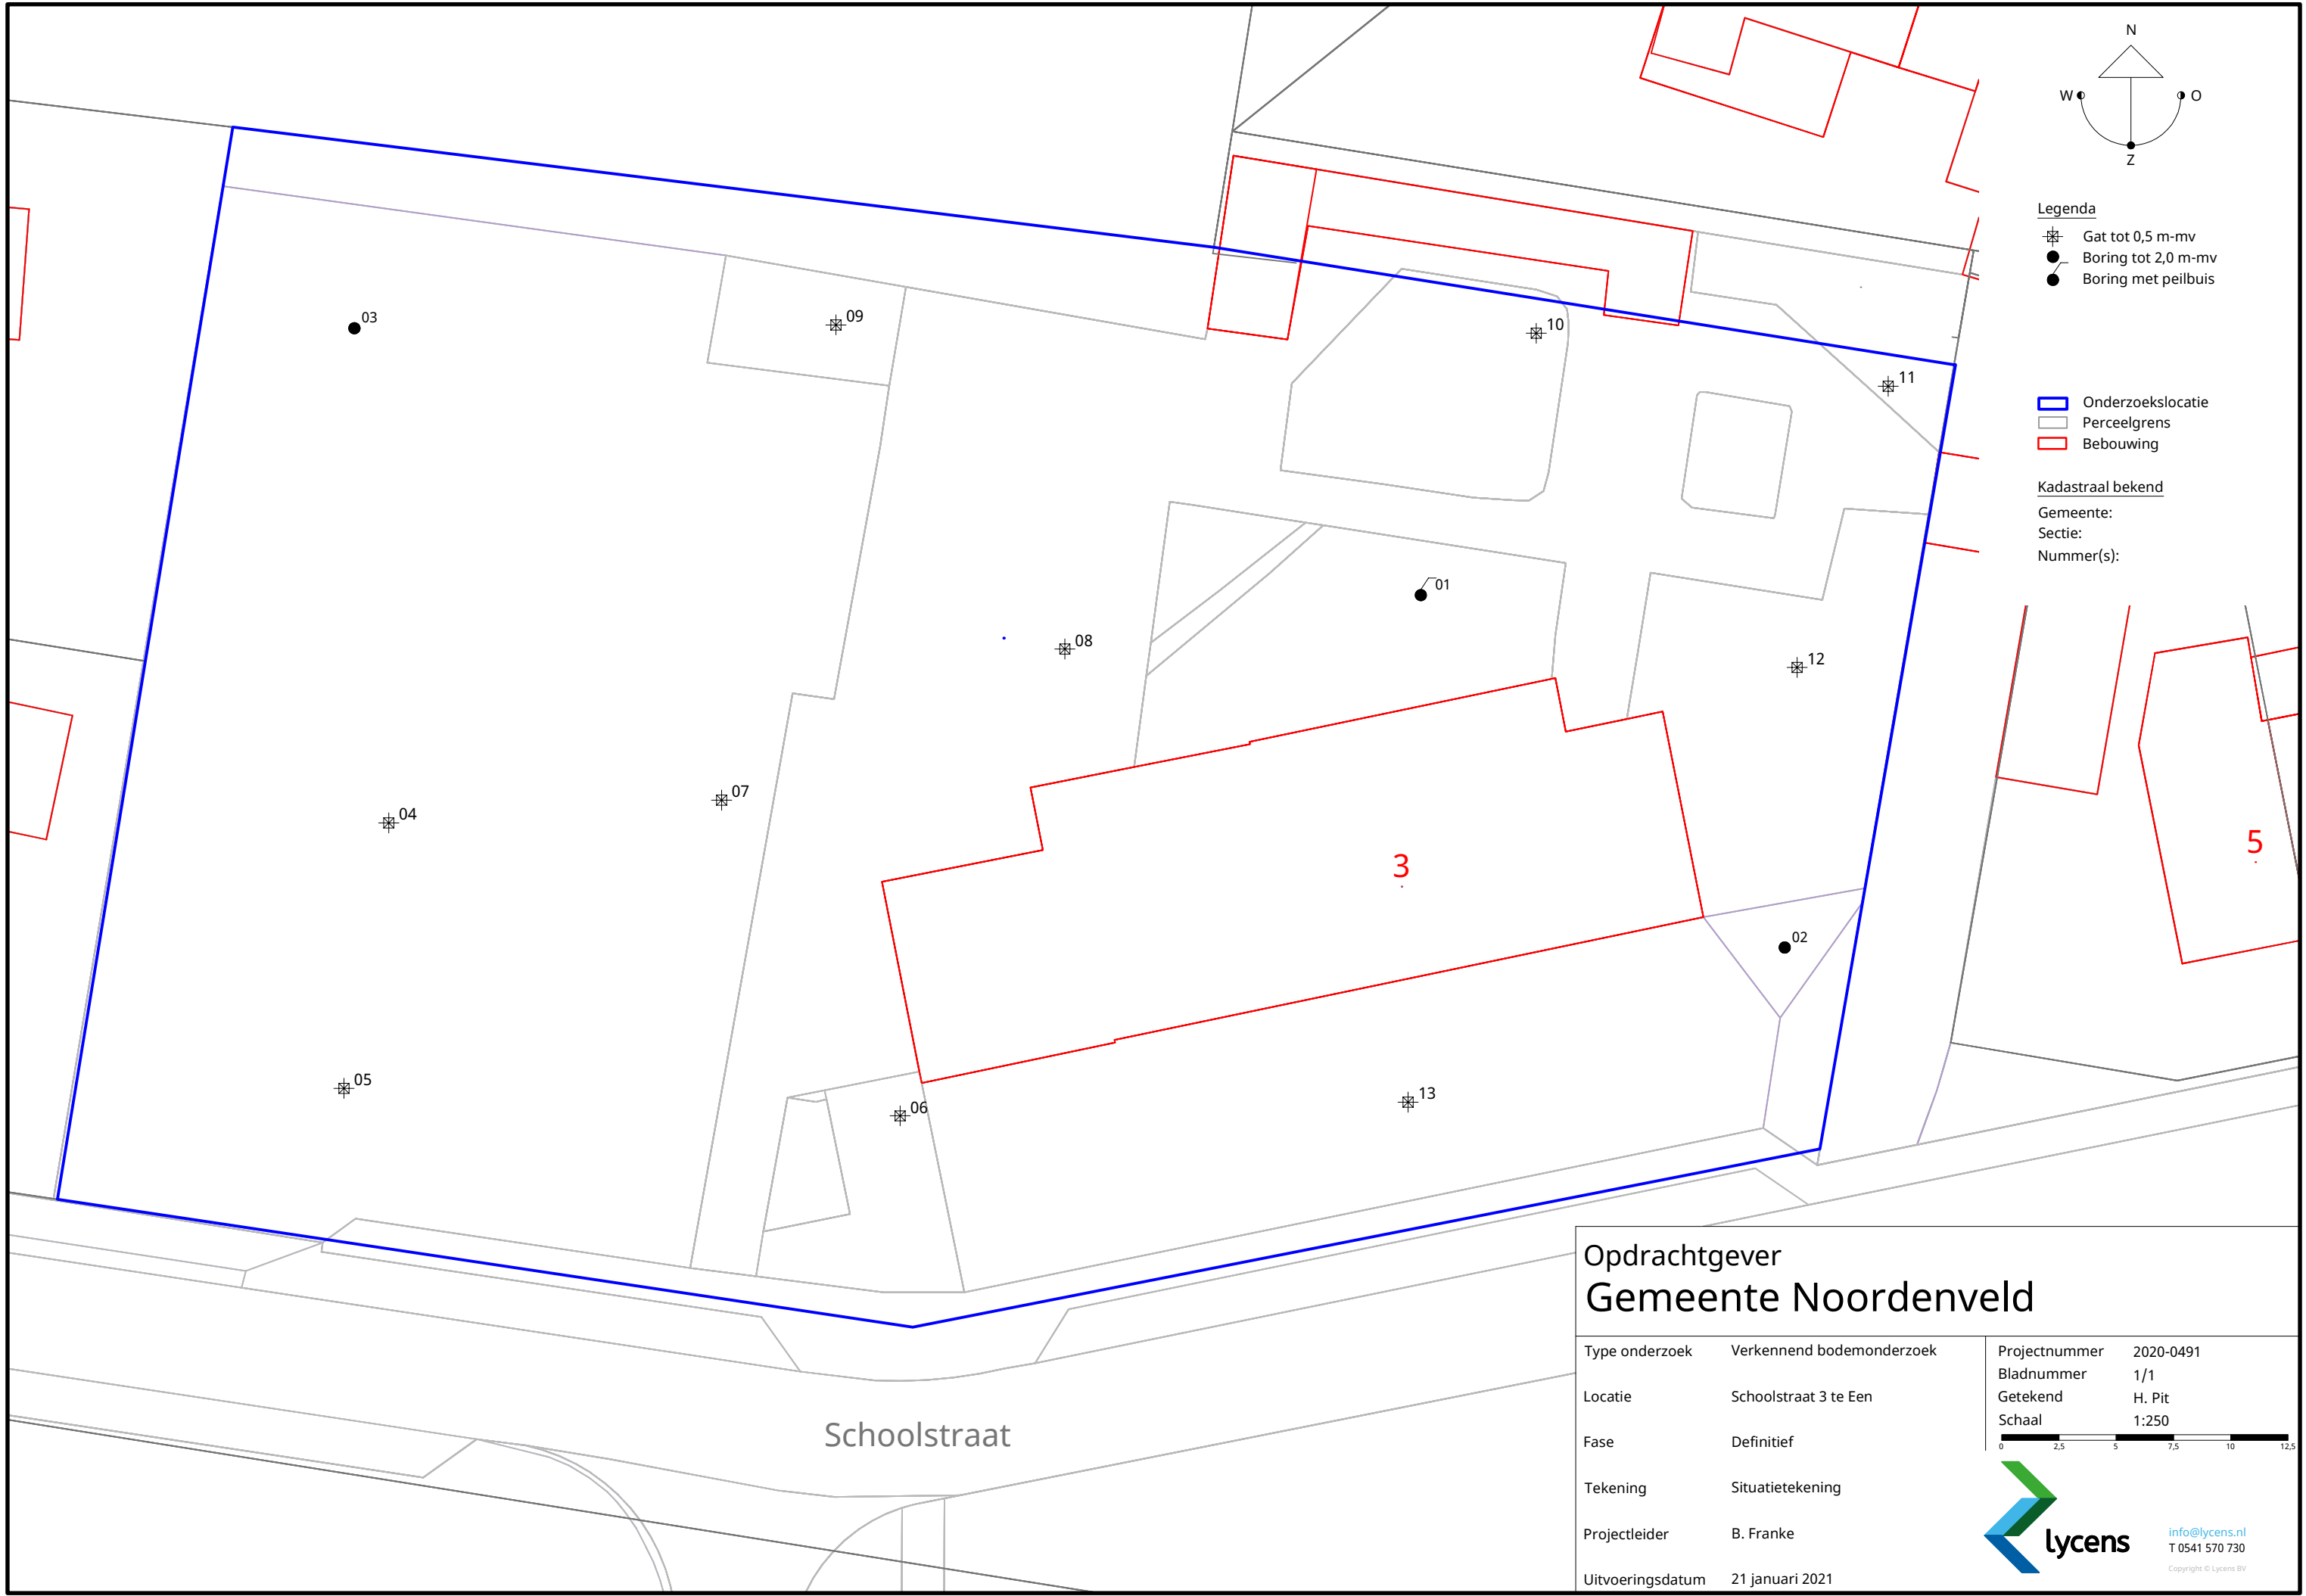 N
W
O
Z
Legenda
Gat tot 0,5 m-mv
Boring tot 2,0 m-mv
Boring met peilbuis
Onderzoekslocatie
Perceelgrens
Bebouwing
Kadastraal bekend
Gemeente:
Sectie:
Nummer(s):
03
09
10
11
01
08
12
07
04
3
5
02
05
06
13
Schoolstraat
Opdrachtgever
Gemeente Noordenveld
Type onderzoek Verkennend bodemonderzoek
Locatie Schoolstraat 3 te Een
Fase Definitief
Tekening Situatietekening
Projectleider B. Franke
Uitvoeringsdatum 21 januari 2021
Projectnummer 2020-0491
Bladnummer 1/1
Getekend H. Pit
Schaal 1:250
0 2,5 5 7,5 10 12,5
lycens
info@lycens.nl
T 0541 570 730
Copyright © Lycens BV